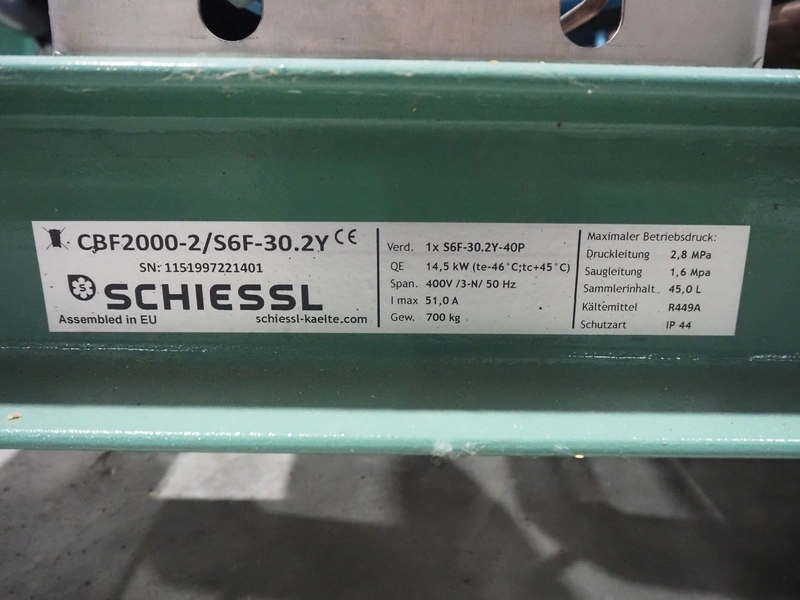 CBF2000-2/S6F-30.2Y CE
SN: 1151997221401
S SCHIESSL
Assembled in EU schiessl-kaelte.com
Verd. 1x S6F-30.2Y-40P
QE 14,5 kW (te-46°C;tc+45°C)
Span. 400V /3-N/ 50 Hz
I max 51,0 A
Gew. 700 kg
Maximaler Betriebsdruck:
Druckleitung 2,8 MPa
Saugleitung 1,6 Mpa
Sammlerinhalt 45,0 L
Kältemittel R449A
Schutzart IP 44